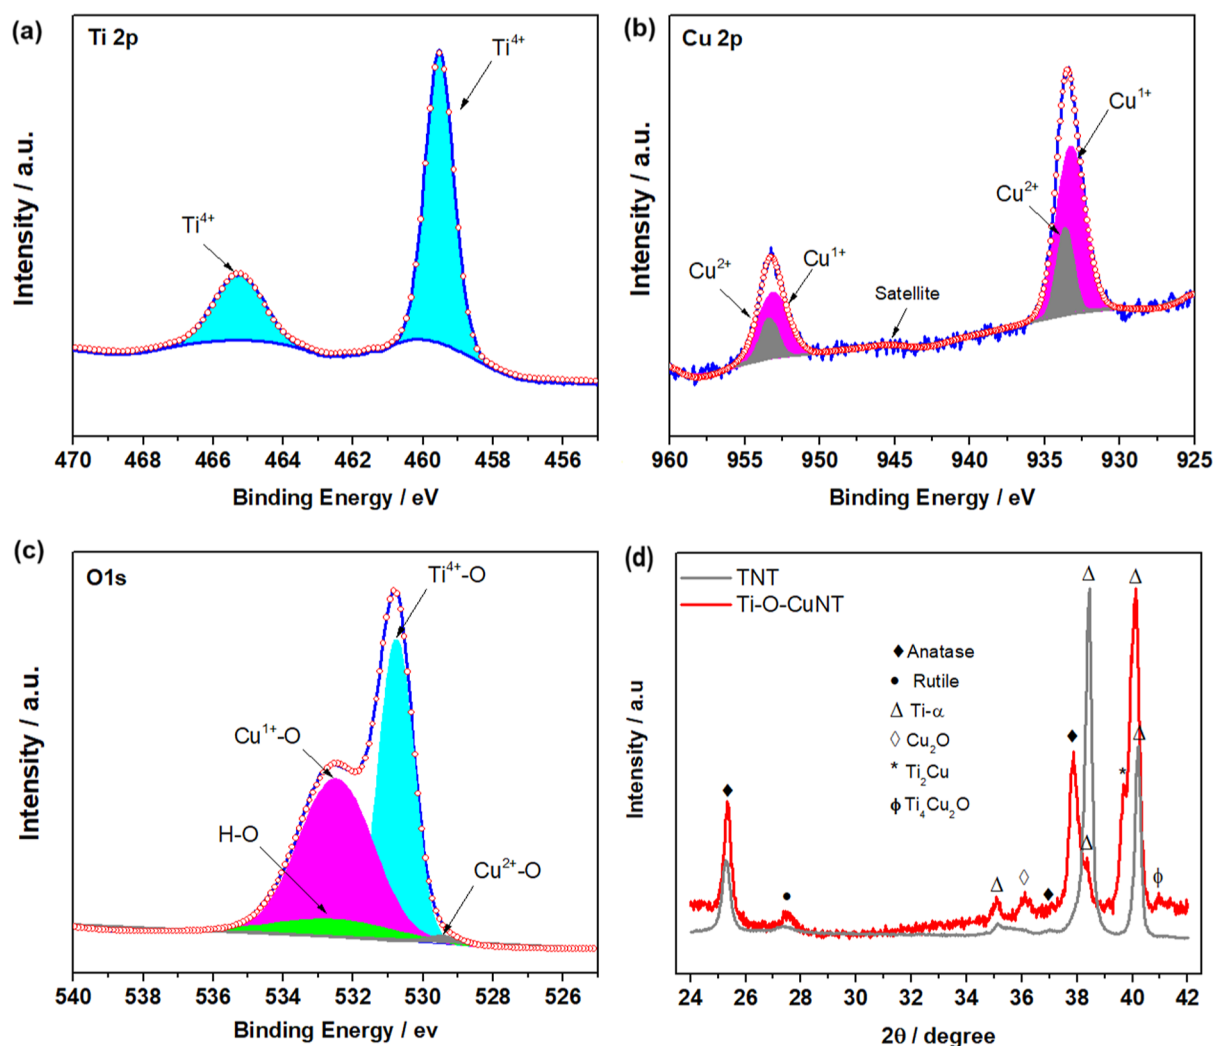 (a)
Ti 2p
Ti⁴⁺
Ti⁴⁺
Intensity / a.u.
470 468 466 464 462 460 458 456
Binding Energy / eV
(b)
Cu 2p
Cu¹⁺
Cu²⁺
Cu²⁺
Cu¹⁺
Satellite
Intensity / a.u.
960 955 950 945 940 935 930 925
Binding Energy / eV
(c)
O1s
Ti⁴⁺-O
Cu¹⁺-O
H-O
Cu²⁺-O
Intensity / a.u.
540 538 536 534 532 530 528 526
Binding Energy / ev
(d)
TNT
Ti-O-CuNT
Δ
Δ
♦ Anatase
● Rutile
Δ Ti-α
◊ Cu₂O
* Ti₂Cu
ϕ Ti₄Cu₂O
♦
Δ
*
♦
Δ
ϕ
Δ
◊
♦
●
Intensity / a.u
24 26 28 30 32 34 36 38 40 42
2θ / degree